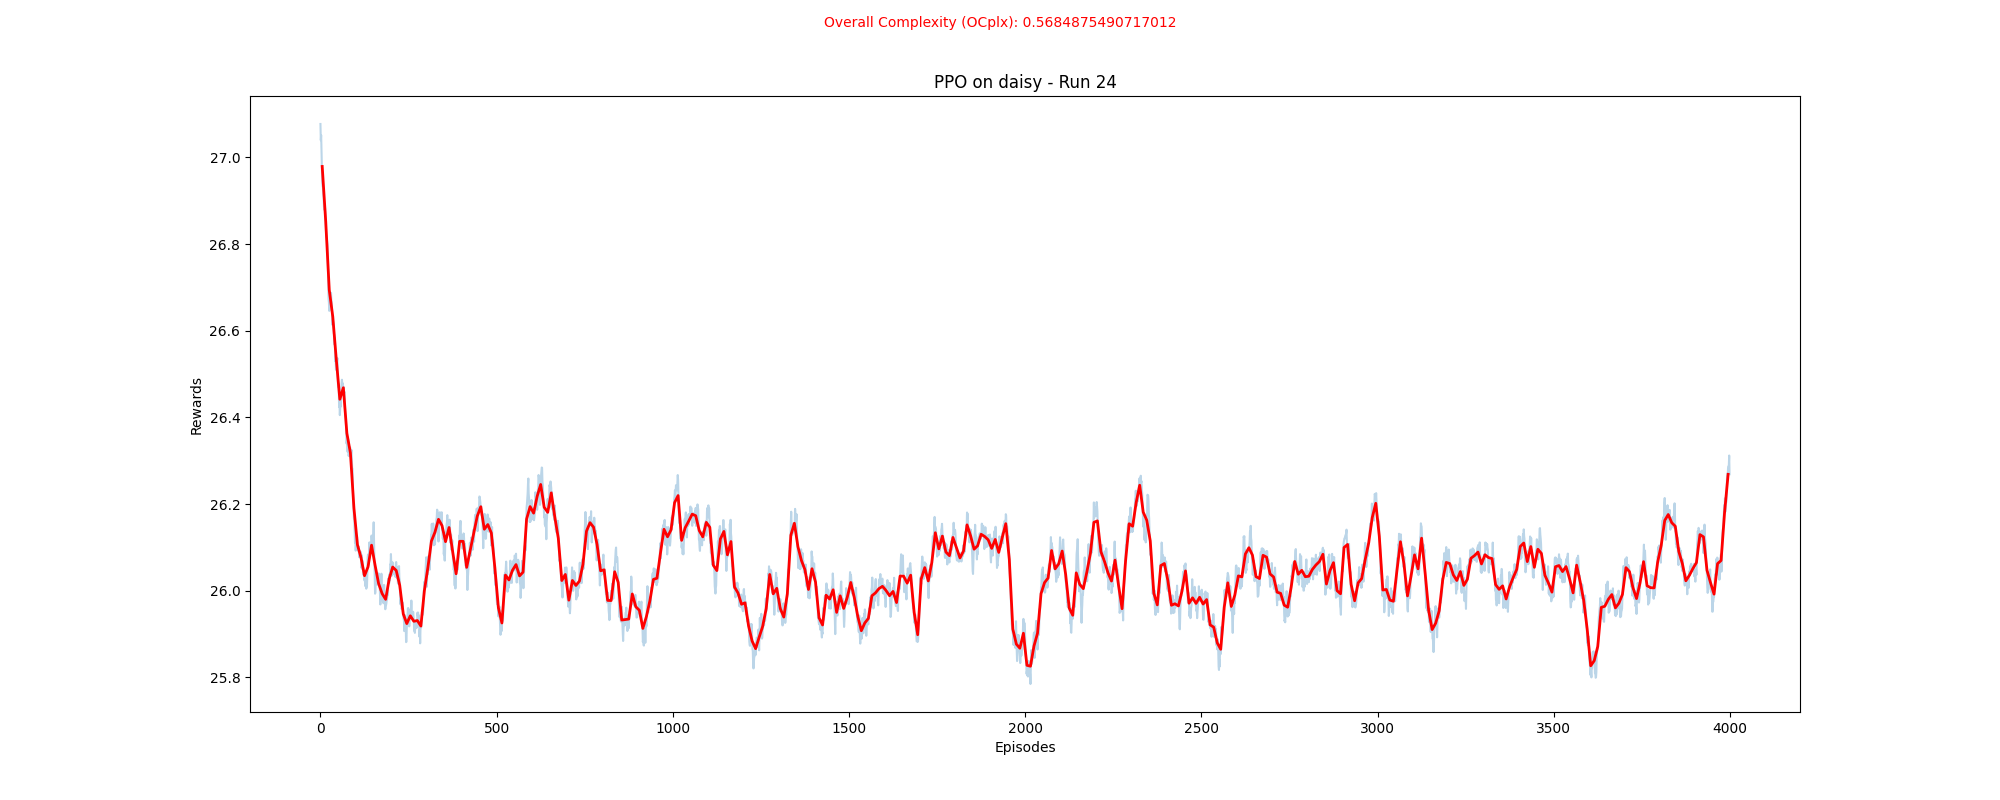 Overall Complexity (OCplx): 0.5684875490717012
PPO on daisy - Run 24
27.0
26.8
26.6
26.4
26.2
26.0
25.8
Rewards
0 500 1000 1500 2000 2500 3000 3500 4000
Episodes